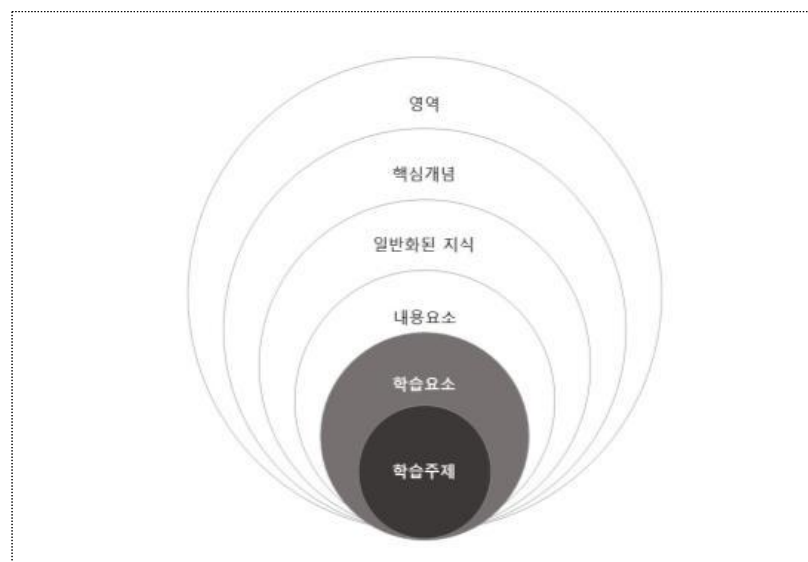 영역
핵심개념
일반화된 지식
내용요소
학습요소
학습주제